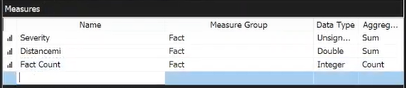 Measures
Name Measure Group Data Type Aggreg...
Severity Fact Unsign... Sum
Distancemi Fact Double Sum
Fact Count Fact Integer Count